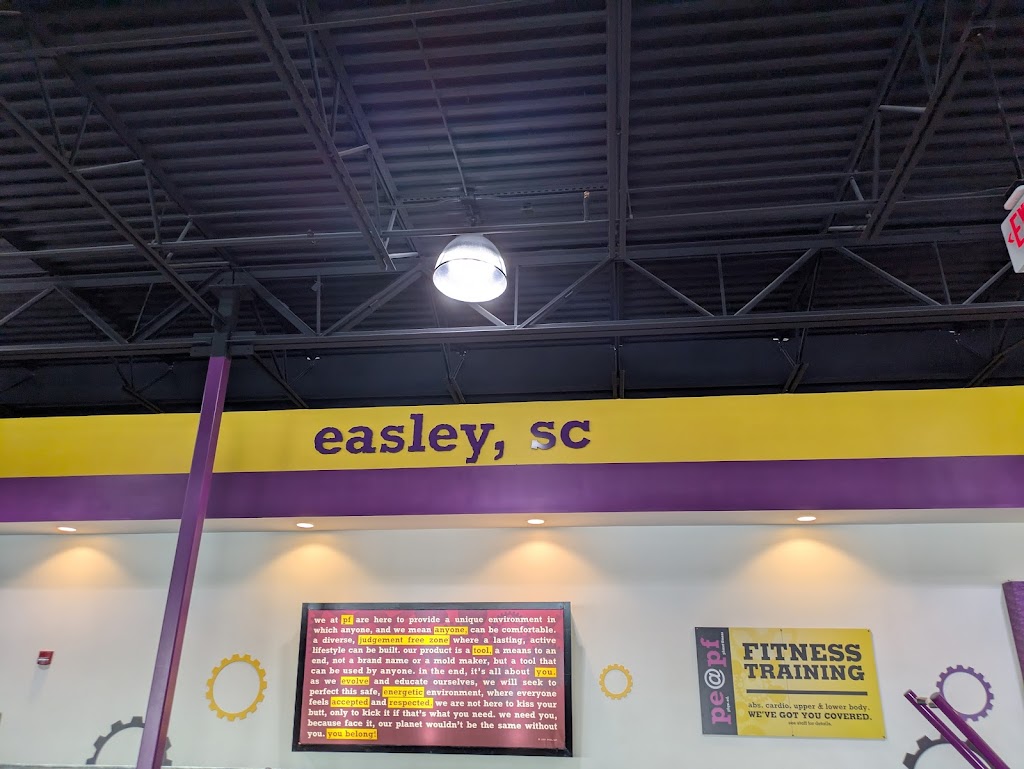 EX
easley, sc
we at pf are here to provide a unique environment in
which anyone, and we mean anyone, can be comfortable.
a diverse, judgement free zone where a lasting, active
lifestyle can be built. our product is a tool, a means to an
end, not a brand name or a mold maker, but a tool that
can be used by anyone. in the end, it's all about you.
as we evolve and educate ourselves, we will seek to
perfect this safe, energetic environment, where everyone
feels accepted and respected. we are not here to kiss your
butt, only to kick it if that's what you need. we need you,
because face it, our planet wouldn't be the same without
you. you belong!
pe@pf
FITNESS
TRAINING
abs. cardio. upper & lower body.
WE'VE GOT YOU COVERED.
see staff for details.